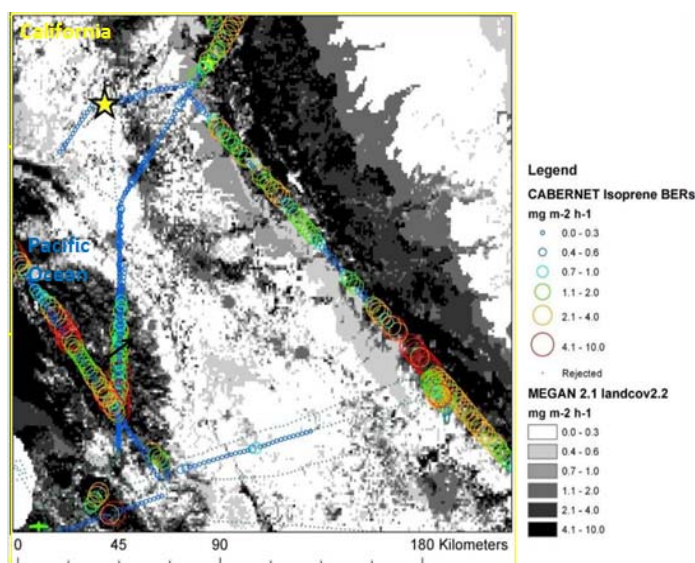 California
Pacific
Ocean
0 45 90 180 Kilometers
Legend
CABERNET Isoprene BERs
mg m-2 h-1
0.0 - 0.3
0.4 - 0.6
0.7 - 1.0
1.1 - 2.0
2.1 - 4.0
4.1 - 10.0
Rejected
MEGAN 2.1 landcov2.2
mg m-2 h-1
0.0 - 0.3
0.4 - 0.6
0.7 - 1.0
1.1 - 2.0
2.1 - 4.0
4.1 - 10.0